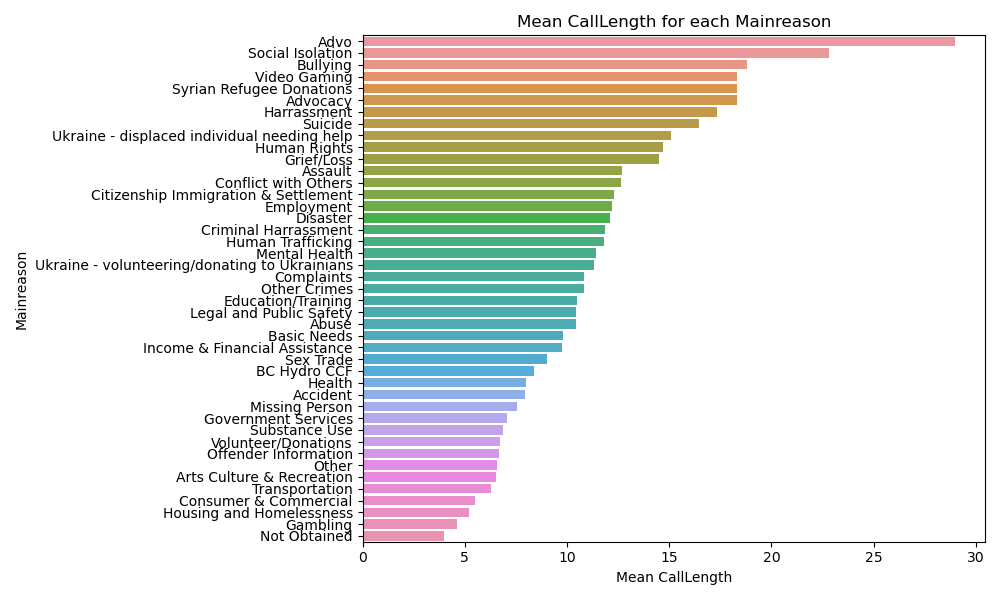 Mean CallLength for each Mainreason
Advo
Social Isolation
Bullying
Video Gaming
Syrian Refugee Donations
Advocacy
Harrassment
Suicide
Ukraine - displaced individual needing help
Human Rights
Grief/Loss
Assault
Conflict with Others
Citizenship Immigration & Settlement
Employment
Disaster
Criminal Harrassment
Human Trafficking
Mental Health
Ukraine - volunteering/donating to Ukrainians
Complaints
Other Crimes
Education/Training
Legal and Public Safety
Abuse
Basic Needs
Income & Financial Assistance
Sex Trade
BC Hydro CCF
Health
Accident
Missing Person
Government Services
Substance Use
Volunteer/Donations
Offender Information
Other
Arts Culture & Recreation
Transportation
Consumer & Commercial
Housing and Homelessness
Gambling
Not Obtained
Mainreason
0 5 10 15 20 25 30
Mean CallLength